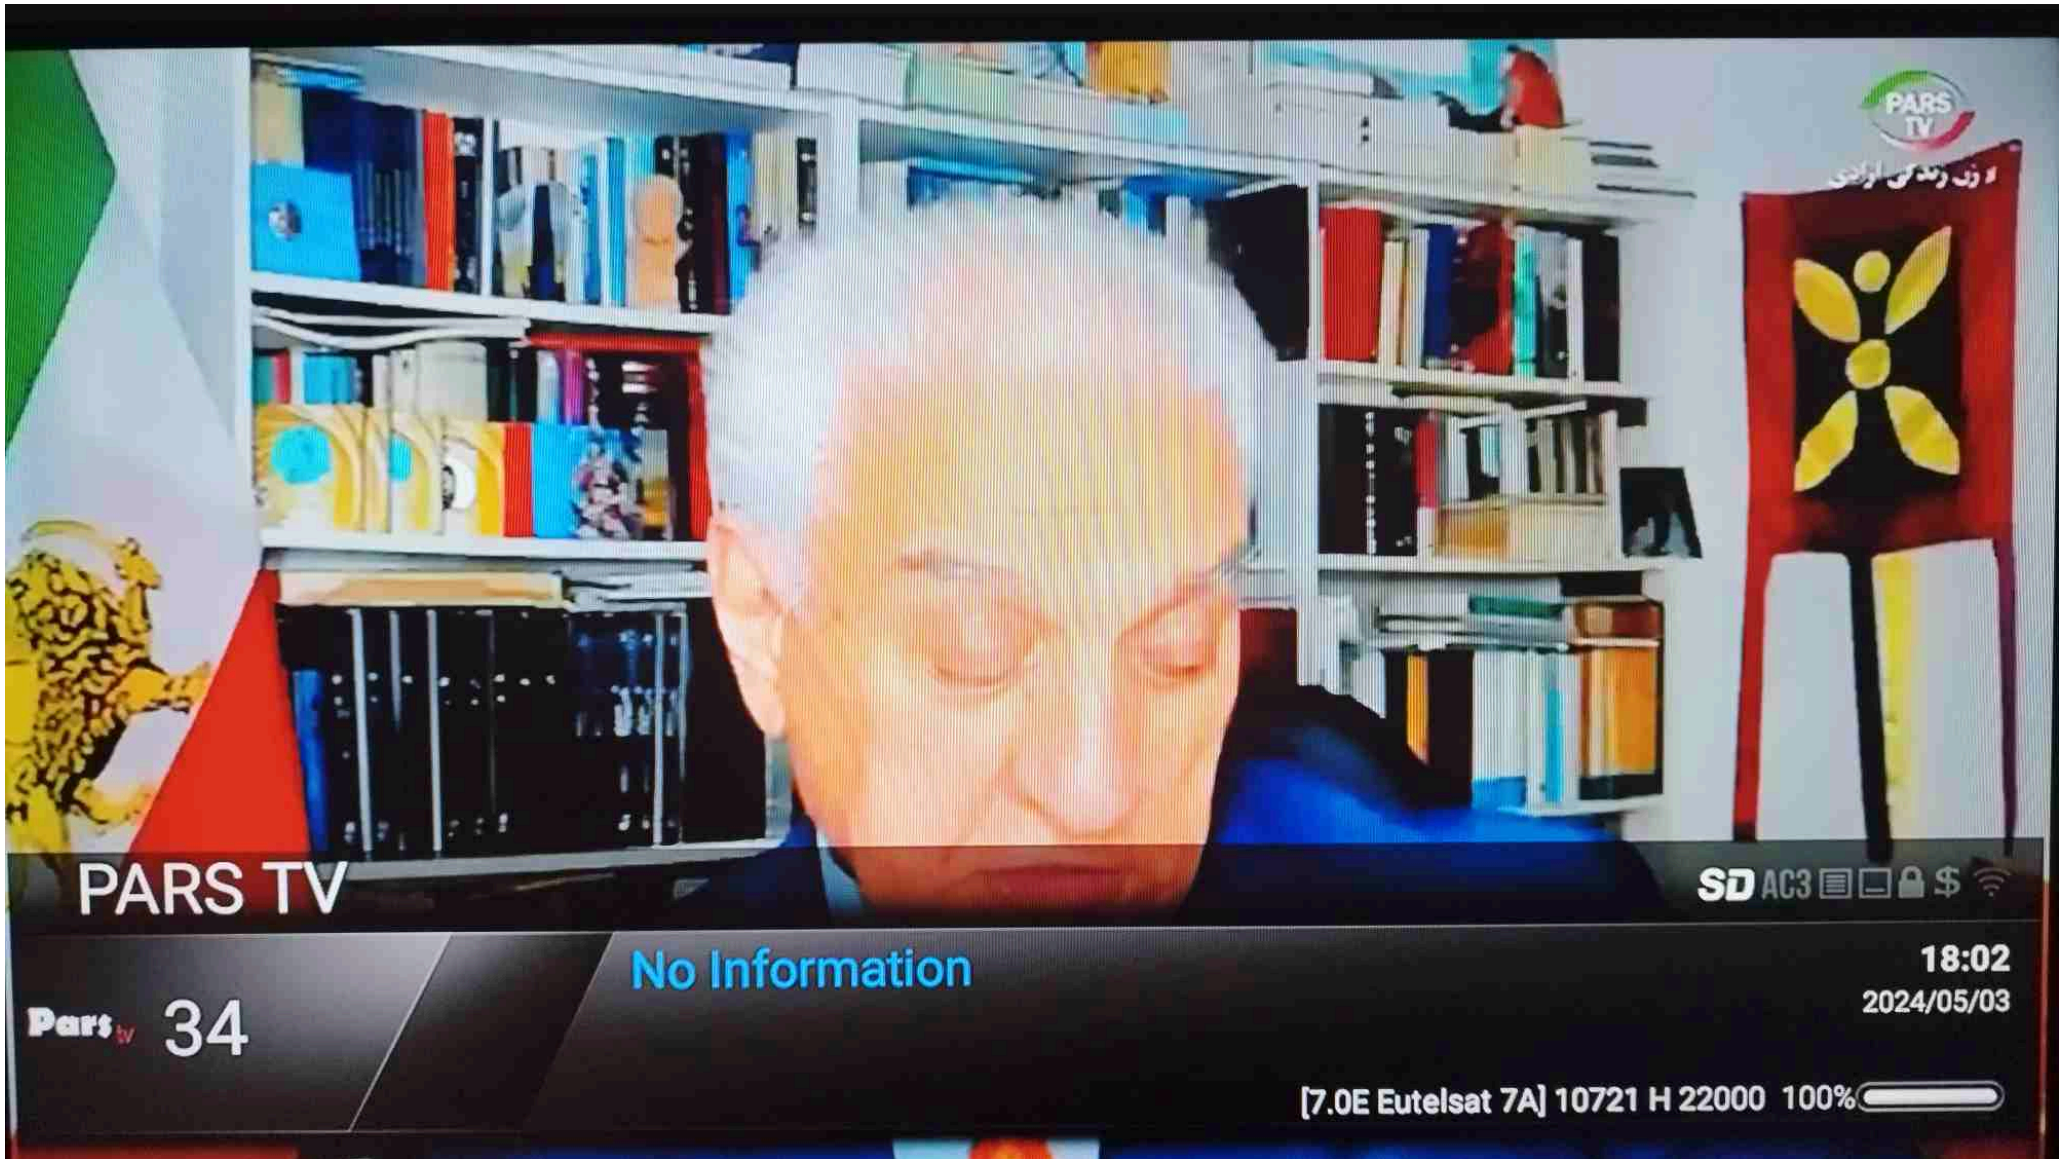 PARS
TV
# زن زندگی آزادی
PARS TV
SD AC3 $
No Information
18:02
2024/05/03
Pars tv 34
[7.0E Eutelsat 7A] 10721 H 22000 100%